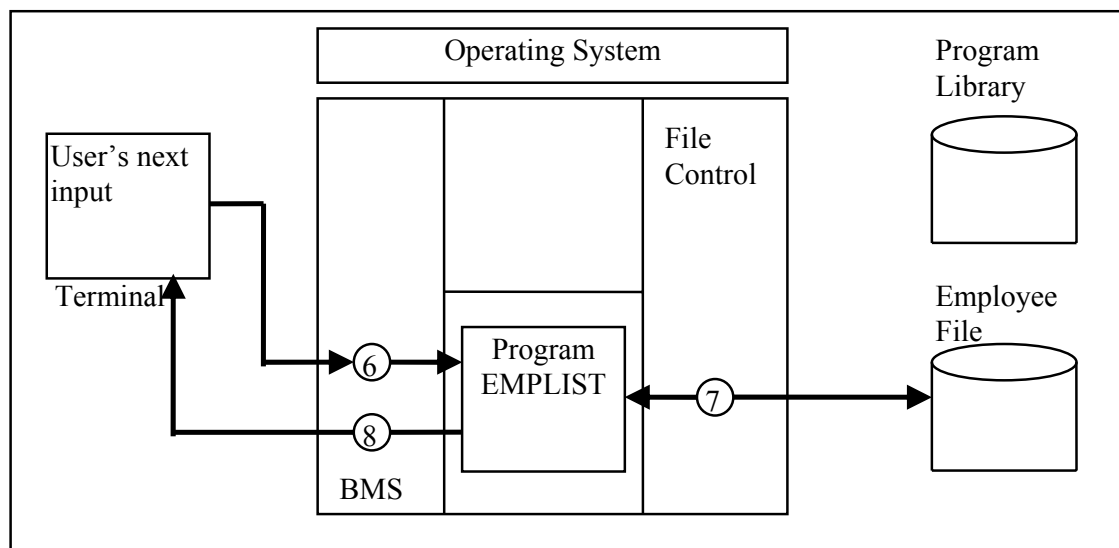 Operating System
Program
Library
User’s next
input
File
Control
Terminal
Employee
File
Program
EMPLIST
6
7
8
BMS